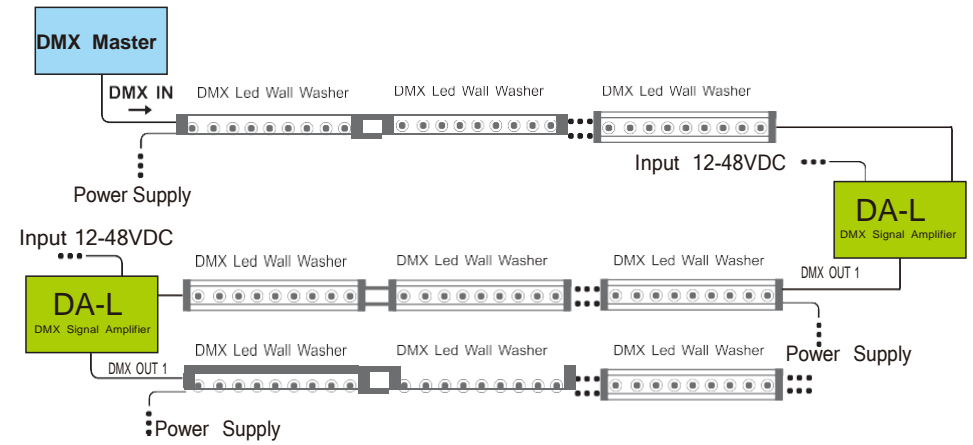 DMX Master
DMX IN
DMX Led Wall Washer
DMX Led Wall Washer
DMX Led Wall Washer
Power Supply
Input 12-48VDC
DA-L
DMX Signal Amplifier
DMX OUT 1
Input 12-48VDC
DMX Led Wall Washer
DMX Led Wall Washer
DMX Led Wall Washer
DA-L
DMX Signal Amplifier
Power Supply
DMX OUT 1
DMX Led Wall Washer
DMX Led Wall Washer
DMX Led Wall Washer
Power Supply